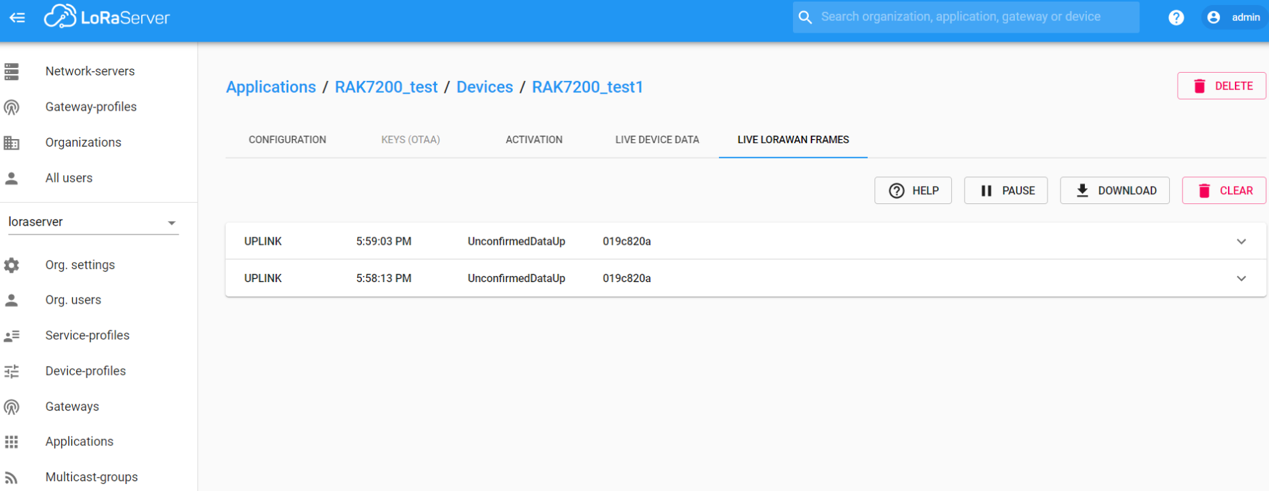 LoRaServer
Search organization, application, gateway or device
? admin
Network-servers
Gateway-profiles
Organizations
All users
loraserver
Org. settings
Org. users
Service-profiles
Device-profiles
Gateways
Applications
Multicast-groups
Applications / RAK7200_test / Devices / RAK7200_test1
DELETE
CONFIGURATION KEYS (OTAA) ACTIVATION LIVE DEVICE DATA LIVE LORAWAN FRAMES
? HELP PAUSE DOWNLOAD CLEAR
UPLINK 5:59:03 PM UnconfirmedDataUp 019c820a
UPLINK 5:58:13 PM UnconfirmedDataUp 019c820a